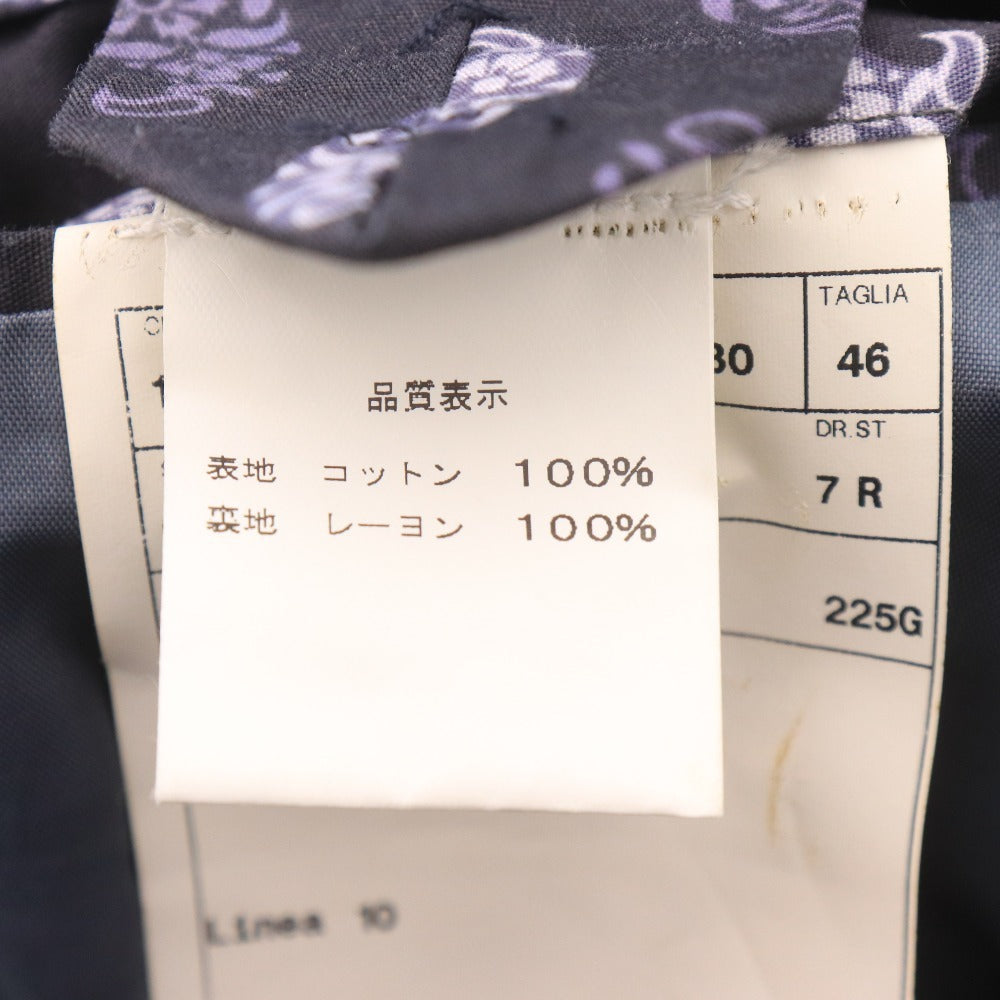 品質表示
表地 コットン 100%
裏地 レーヨン 100%
TAGLIA
46
DR.ST
7 R
225G
Linea 10